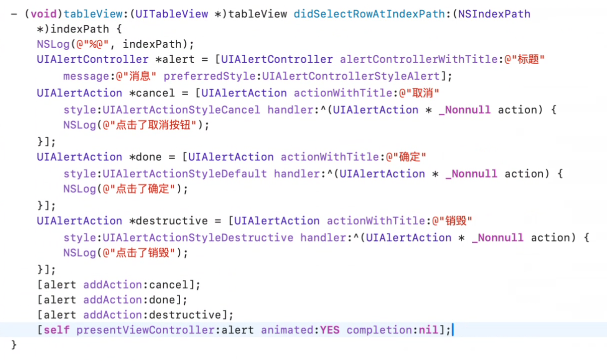 - (void)tableView:(UITableView *)tableView didSelectRowAtIndexPath:(NSIndexPath
*)indexPath {
NSLog(@"%@", indexPath);
UIAlertController *alert = [UIAlertController alertControllerWithTitle:@"标题"
message:@"消息" preferredStyle:UIAlertControllerStyleAlert];
UIAlertAction *cancel = [UIAlertAction actionWithTitle:@"取消"
style:UIAlertActionStyleCancel handler:^(UIAlertAction * _Nonnull action) {
NSLog(@"点击了取消按钮");
}];
UIAlertAction *done = [UIAlertAction actionWithTitle:@"确定"
style:UIAlertActionStyleDefault handler:^(UIAlertAction * _Nonnull action) {
NSLog(@"点击了确定");
}];
UIAlertAction *destructive = [UIAlertAction actionWithTitle:@"销毁"
style:UIAlertActionStyleDestructive handler:^(UIAlertAction * _Nonnull action) {
NSLog(@"点击了销毁");
}];
[alert addAction:cancel];
[alert addAction:done];
[alert addAction:destructive];
[self presentViewController:alert animated:YES completion:nil];
}